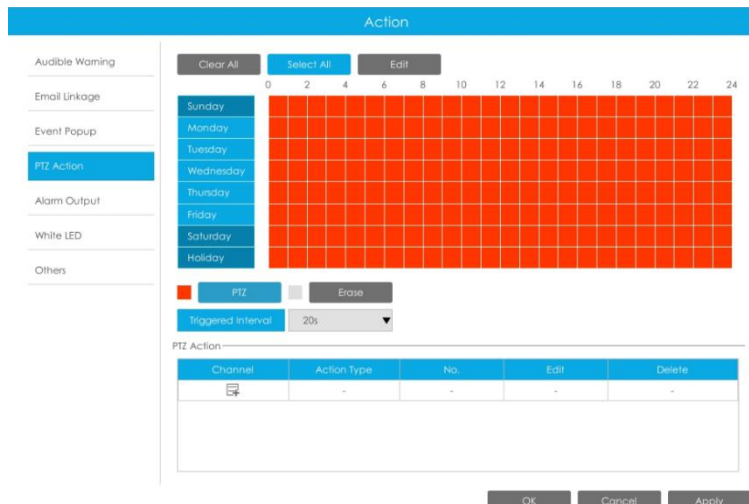 Action
Audible Warning
Email Linkage
Event Popup
PTZ Action
Alarm Output
White LED
Others
Clear All Select All Edit
0 2 4 6 8 10 12 14 16 18 20 22 24
Sunday
Monday
Tuesday
Wednesday
Thursday
Friday
Saturday
Holiday
PTZ Erase
Triggered Interval 20s
PTZ Action
Channel Action Type No. Edit Delete
- - - -
OK Cancel Apply